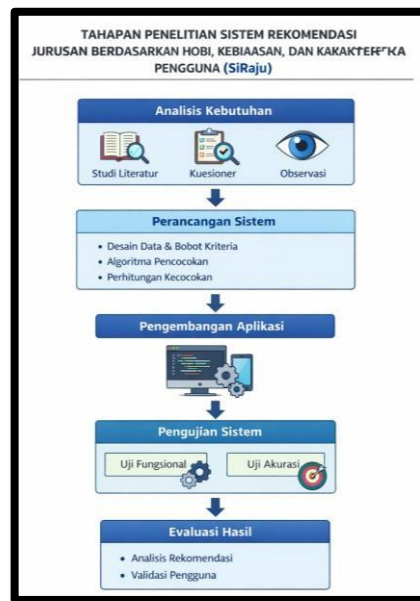 TAHAPAN PENELITIAN SISTEM REKOMENDASI
JURUSAN BERDASARKAN HOBI, KEBIAASAN, DAN
PENGGUNA (SiRaju)
Analisis Kebutuhan
Studi Literatur
Kuesioner
Observasi
Perancangan Sistem
• Desain Data & Bobot Kriteria
• Algoritma Pencocokan
• Perhitungan Kecocokan
Pengembangan Aplikasi
Pengujian Sistem
Uji Fungsional
Uji Akurasi
Evaluasi Hasil
• Analisis Rekomendasi
• Validasi Pengguna